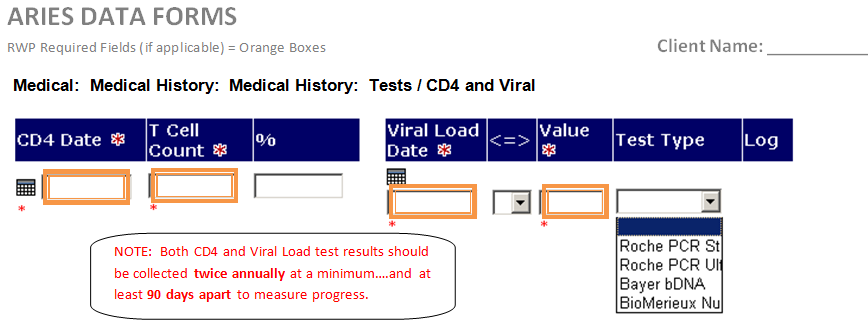 ARIES DATA FORMS
RWP Required Fields (if applicable) = Orange Boxes
Client Name:
Medical: Medical History: Medical History: Tests / CD4 and Viral
CD4 Date *
T Cell
Count *
%
Viral Load
Date *
<=>
Value
*
Test Type
Log
*
*
*
*
Roche PCR St
Roche PCR Ult
Bayer bDNA
BioMerieux Nu
NOTE: Both CD4 and Viral Load test results should
be collected twice annually at a minimum....and at
least 90 days apart to measure progress.